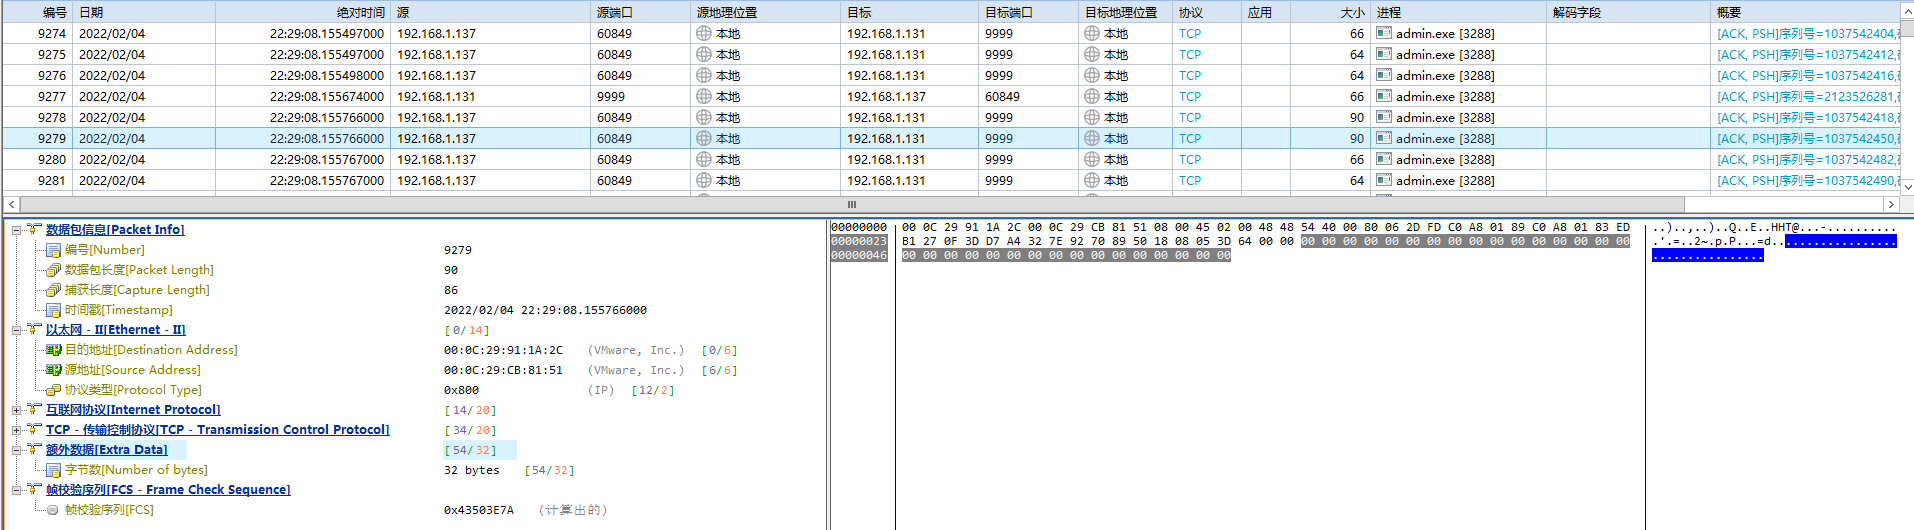 编号 日期 绝对时间 源 源端口 源地理位置 目标 目标端口 目标地理位置 协议 应用 大小 进程 解码字段 概要
9274 2022/02/04 22:29:08.155497000 192.168.1.137 60849 本地 192.168.1.131 9999 本地 TCP 66 admin.exe [3288] [ACK, PSH]序列号=1037542404,
9275 2022/02/04 22:29:08.155497000 192.168.1.137 60849 本地 192.168.1.131 9999 本地 TCP 64 admin.exe [3288] [ACK, PSH]序列号=1037542412,
9276 2022/02/04 22:29:08.155498000 192.168.1.137 60849 本地 192.168.1.131 9999 本地 TCP 64 admin.exe [3288] [ACK, PSH]序列号=1037542416,
9277 2022/02/04 22:29:08.155674000 192.168.1.131 9999 本地 192.168.1.137 60849 本地 TCP 66 admin.exe [3288] [ACK, PSH]序列号=2123526281,
9278 2022/02/04 22:29:08.155766000 192.168.1.137 60849 本地 192.168.1.131 9999 本地 TCP 90 admin.exe [3288] [ACK, PSH]序列号=1037542418,
9279 2022/02/04 22:29:08.155766000 192.168.1.137 60849 本地 192.168.1.131 9999 本地 TCP 90 admin.exe [3288] [ACK, PSH]序列号=1037542450,
9280 2022/02/04 22:29:08.155767000 192.168.1.137 60849 本地 192.168.1.131 9999 本地 TCP 66 admin.exe [3288] [ACK, PSH]序列号=1037542482,
9281 2022/02/04 22:29:08.155767000 192.168.1.137 60849 本地 192.168.1.131 9999 本地 TCP 64 admin.exe [3288] [ACK, PSH]序列号=1037542490,
数据包信息[Packet Info]
编号[Number] 9279
数据包长度[Packet Length] 90
捕获长度[Capture Length] 86
时间戳[Timestamp] 2022/02/04 22:29:08.155766000
以太网 - II[Ethernet - II] [0/14]
目的地址[Destination Address] 00:0C:29:91:1A:2C (VMware, Inc.) [0/6]
源地址[Source Address] 00:0C:29:CB:81:51 (VMware, Inc.) [6/6]
协议类型[Protocol Type] 0x800 (IP) [12/2]
互联网协议[Internet Protocol] [14/20]
TCP - 传输控制协议[TCP - Transmission Control Protocol] [34/20]
额外数据[Extra Data] [54/32]
字节数[Number of bytes] 32 bytes [54/32]
帧校验序列[FCS - Frame Check Sequence]
帧校验序列[FCS] 0x43503E7A (计算出的)
00000000 00 0C 29 91 1A 2C 00 0C 29 CB 81 51 08 00 45 02 00 48 48 54 40 00 80 06 2D FD C0 A8 01 89 C0 A8 01 83 ED ..)..,..)..Q..E..HHT@...-..........
00000023 B1 27 0F 3D D7 A4 32 7E 92 70 89 50 18 08 05 3D 64 00 00 00 00 00 00 00 00 00 00 00 00 00 00 00 00 00 00 .'.=..2~.p.P...=d..................
00000046 00 00 00 00 00 00 00 00 00 00 00 00 00 00 00 00 ................